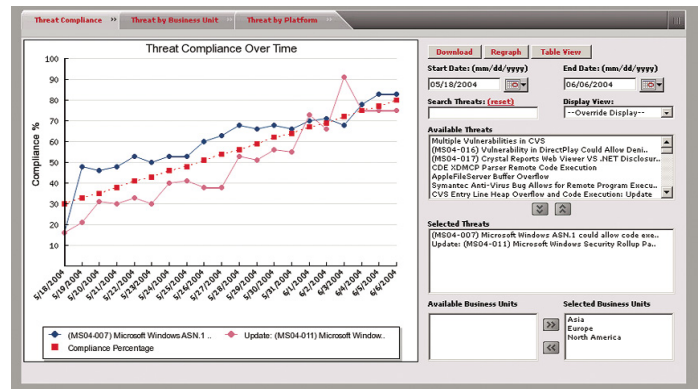 Threat Compliance >> Threat by Business Unit >> Threat by Platform >>
Threat Compliance Over Time
Compliance %
100
90
80
70
60
50
40
30
20
10
5/18/2004 5/19/2004 5/20/2004 5/21/2004 5/22/2004 5/23/2004 5/24/2004 5/25/2004 5/26/2004 5/27/2004 5/28/2004 5/29/2004 5/30/2004 5/31/2004 6/1/2004 6/2/2004 6/3/2004 6/4/2004 6/5/2004 6/6/2004
(MS04-007) Microsoft Windows ASN.1 .. Update: (MS04-011) Microsoft Window..
Compliance Percentage
Download Regraph Table View
Start Date: (mm/dd/yyyy) End Date: (mm/dd/yyyy)
05/18/2004 06/06/2004
Search Threats: (reset) Display View:
--Override Display--
Available Threats
Multiple Vulnerabilities in CVS
(MS04-016) Vulnerability in DirectPlay Could Allow Deni..
(MS04-017) Crystal Reports Web Viewer VS .NET Disclosur..
CDE XDMCP Parser Remote Code Execution
AppleFileServer Buffer Overflow
Symantec Anti-Virus Bug Allows for Remote Program Execu..
CVS Entry Line Heap Overflow and Code Execution: Update
Selected Threats
(MS04-007) Microsoft Windows ASN.1 could allow code exe..
Update: (MS04-011) Microsoft Windows Security Rollup Pa..
Available Business Units Selected Business Units
Asia
Europe
North America